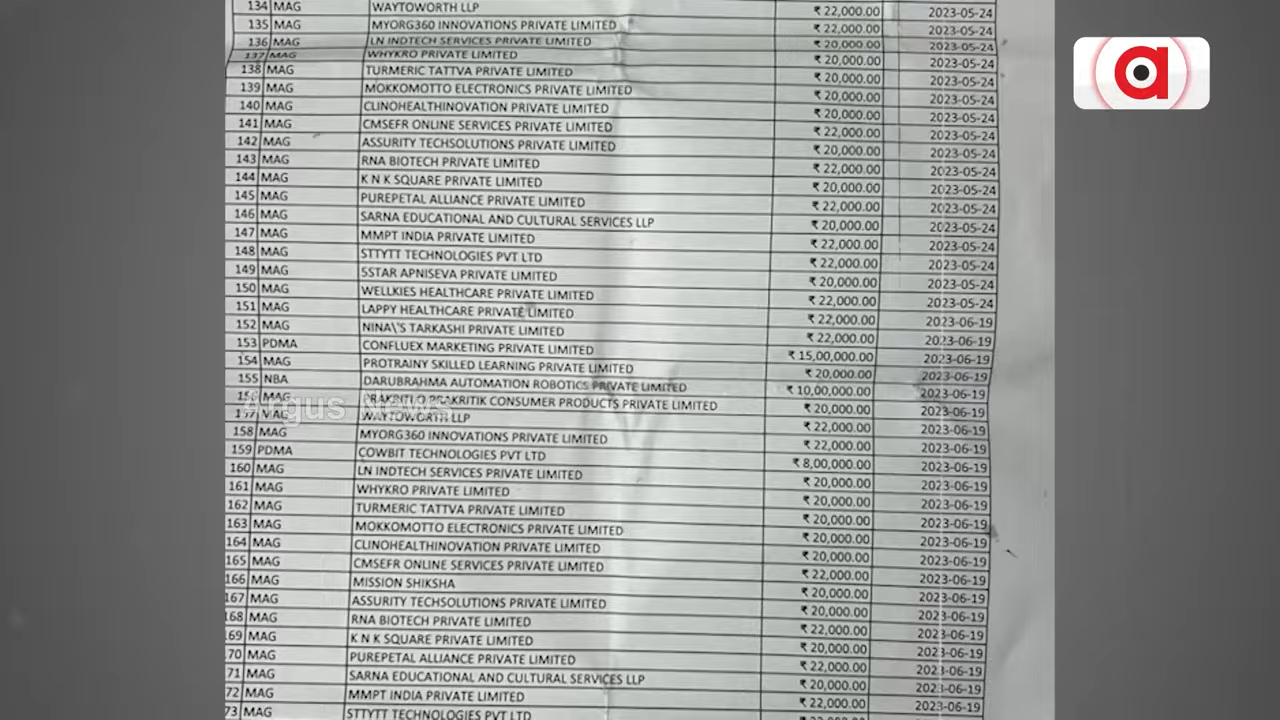 134 MAG WAYTOWORTH LLP ₹ 22,000.00 2023-05-24
135 MAG MYORG360 INNOVATIONS PRIVATE LIMITED ₹ 22,000.00 2023-05-24
136 MAG LN INDTECH SERVICES PRIVATE LIMITED ₹ 20,000.00 2023-05-24
137 MAG WHYKRO PRIVATE LIMITED ₹ 20,000.00 2023-05-24
138 MAG TURMERIC TATTVA PRIVATE LIMITED ₹ 20,000.00 2023-05-24
139 MAG MOKKOMOTTO ELECTRONICS PRIVATE LIMITED ₹ 20,000.00 2023-05-24
140 MAG CLINOHEALTHINOVATION PRIVATE LIMITED ₹ 20,000.00 2023-05-24
141 MAG CMSEFR ONLINE SERVICES PRIVATE LIMITED ₹ 22,000.00 2023-05-24
142 MAG ASSURITY TECHSOLUTIONS PRIVATE LIMITED ₹ 20,000.00 2023-05-24
143 MAG RNA BIOTECH PRIVATE LIMITED ₹ 22,000.00 2023-05-24
144 MAG K N K SQUARE PRIVATE LIMITED ₹ 20,000.00 2023-05-24
145 MAG PUREPETAL ALLIANCE PRIVATE LIMITED ₹ 22,000.00 2023-05-24
146 MAG SARNA EDUCATIONAL AND CULTURAL SERVICES LLP ₹ 20,000.00 2023-05-24
147 MAG MMPT INDIA PRIVATE LIMITED ₹ 22,000.00 2023-05-24
148 MAG STTYTT TECHNOLOGIES PVT LTD ₹ 22,000.00 2023-05-24
149 MAG 5STAR APNISEVA PRIVATE LIMITED ₹ 20,000.00 2023-05-24
150 MAG WELLKIES HEALTHCARE PRIVATE LIMITED ₹ 22,000.00 2023-05-24
151 MAG LAPPY HEALTHCARE PRIVATE LIMITED ₹ 22,000.00 2023-06-19
152 MAG NINA\'S TARKASHI PRIVATE LIMITED ₹ 22,000.00 2023-06-19
153 PDMA CONFLUEX MARKETING PRIVATE LIMITED ₹ 15,00,000.00 2023-06-19
154 MAG PROTRAINY SKILLED LEARNING PRIVATE LIMITED ₹ 20,000.00 2023-06-19
155 NBA DARUBRAHMA AUTOMATION ROBOTICS PRIVATE LIMITED ₹ 10,00,000.00 2023-06-19
156 MAG PRAKRITIO PRAKRITIK CONSUMER PRODUCTS PRIVATE LIMITED ₹ 20,000.00 2023-06-19
Argus News
157 MAG WAYTOWORTH LLP ₹ 22,000.00 2023-06-19
158 MAG MYORG360 INNOVATIONS PRIVATE LIMITED ₹ 22,000.00 2023-06-19
159 PDMA COWBIT TECHNOLOGIES PVT LTD ₹ 8,00,000.00 2023-06-19
160 MAG LN INDTECH SERVICES PRIVATE LIMITED ₹ 20,000.00 2023-06-19
161 MAG WHYKRO PRIVATE LIMITED ₹ 20,000.00 2023-06-19
162 MAG TURMERIC TATTVA PRIVATE LIMITED ₹ 20,000.00 2023-06-19
163 MAG MOKKOMOTTO ELECTRONICS PRIVATE LIMITED ₹ 20,000.00 2023-06-19
164 MAG CLINOHEALTHINOVATION PRIVATE LIMITED ₹ 20,000.00 2023-06-19
165 MAG CMSEFR ONLINE SERVICES PRIVATE LIMITED ₹ 22,000.00 2023-06-19
166 MAG MISSION SHIKSHA ₹ 20,000.00 2023-06-19
167 MAG ASSURITY TECHSOLUTIONS PRIVATE LIMITED ₹ 20,000.00 2023-06-19
168 MAG RNA BIOTECH PRIVATE LIMITED ₹ 22,000.00 2023-06-19
169 MAG K N K SQUARE PRIVATE LIMITED ₹ 20,000.00 2023-06-19
70 MAG PUREPETAL ALLIANCE PRIVATE LIMITED ₹ 22,000.00 2023-06-19
71 MAG SARNA EDUCATIONAL AND CULTURAL SERVICES LLP ₹ 20,000.00 2023-06-19
72 MAG MMPT INDIA PRIVATE LIMITED ₹ 22,000.00 2023-06-19
73 MAG STTYTT TECHNOLOGIES PVT LTD
a